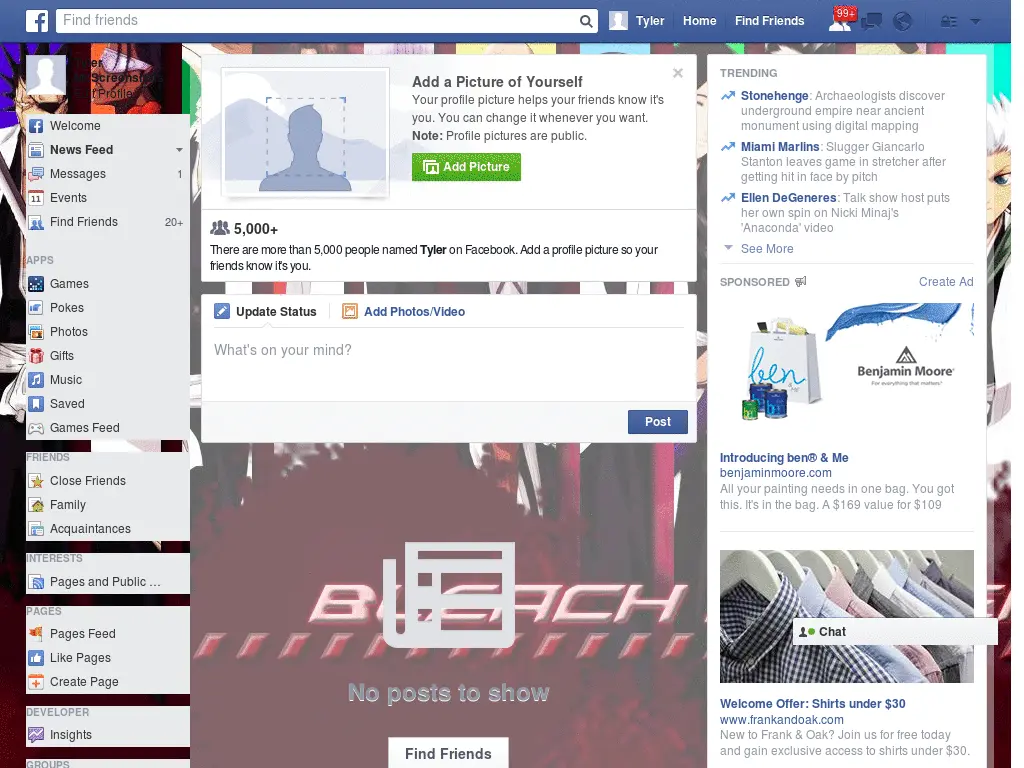 Find friends
Tyler
Home
Find Friends
99+
Tyler
Screensh
Profile
Welcome
News Feed
Messages
1
Events
Find Friends
20+
APPS
Games
Pokes
Photos
Gifts
Music
Saved
Games Feed
FRIENDS
Close Friends
Family
Acquaintances
INTERESTS
Pages and Public ...
PAGES
Pages Feed
Like Pages
Create Page
DEVELOPER
Insights
GROUPS
Add a Picture of Yourself
Your profile picture helps your friends know it's
you. You can change it whenever you want.
Note: Profile pictures are public.
Add Picture
5,000+
There are more than 5,000 people named Tyler on Facebook. Add a profile picture so your
friends know it's you.
Update Status
Add Photos/Video
What's on your mind?
Post
BLEACH
No posts to show
Find Friends
TRENDING
Stonehenge: Archaeologists discover
underground empire near ancient
monument using digital mapping
Miami Marlins: Slugger Giancarlo
Stanton leaves game in stretcher after
getting hit in face by pitch
Ellen DeGeneres: Talk show host puts
her own spin on Nicki Minaj's
'Anaconda' video
See More
SPONSORED
Create Ad
ben
Benjamin Moore
For everything that matters
Introducing ben® & Me
benjaminmoore.com
All your painting needs in one bag. You got
this. It's in the bag. A $169 value for $109
Chat
Welcome Offer: Shirts under $30
www.frankandoak.com
New to Frank & Oak? Join us for free today
and gain exclusive access to shirts under $30.